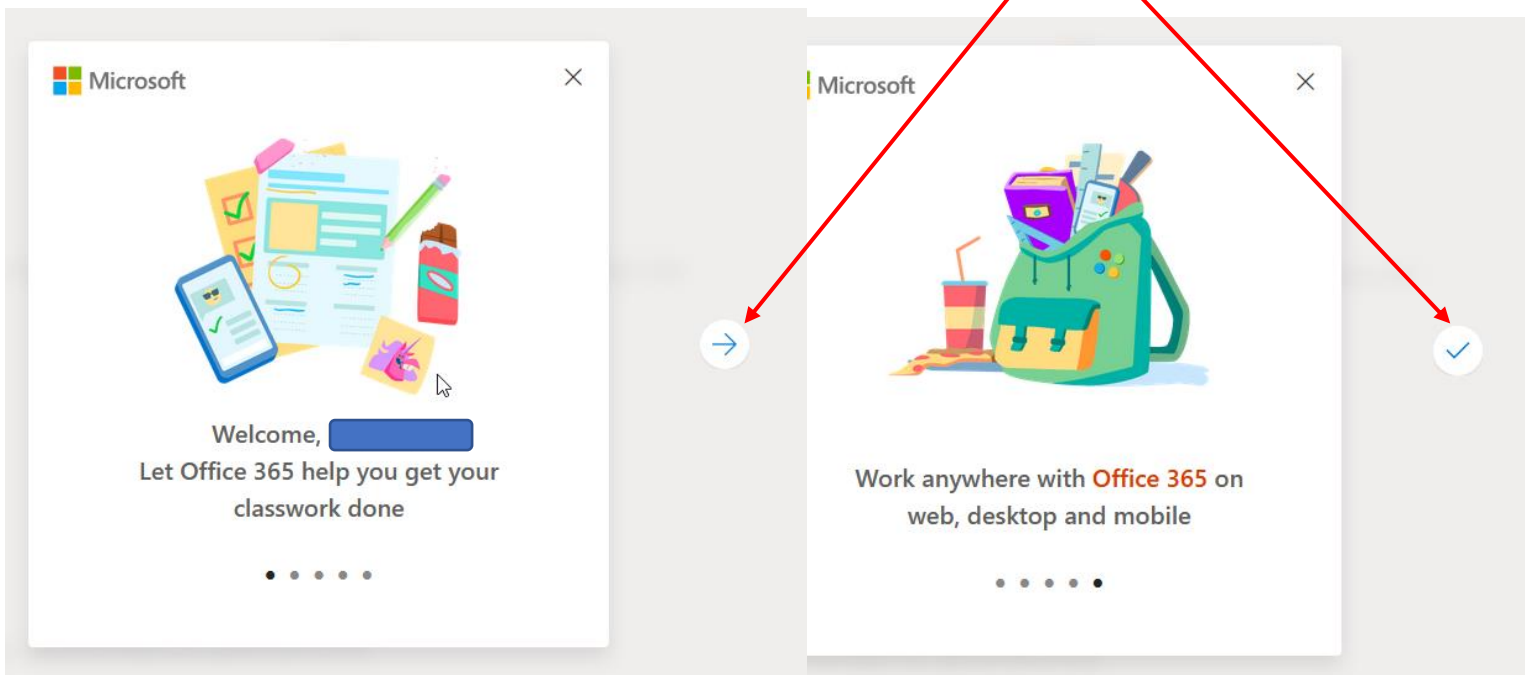 Microsoft
Welcome,
Let Office 365 help you get your
classwork done
Microsoft
Work anywhere with Office 365 on
web, desktop and mobile